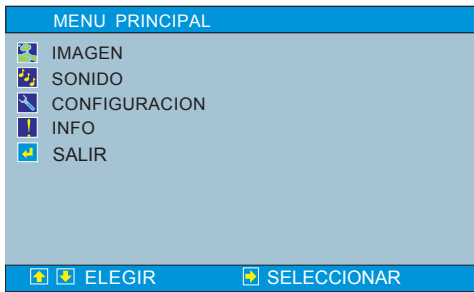 MENU PRINCIPAL
IMAGEN
SONIDO
CONFIGURACION
INFO
SALIR
ELEGIR SELECCIONAR